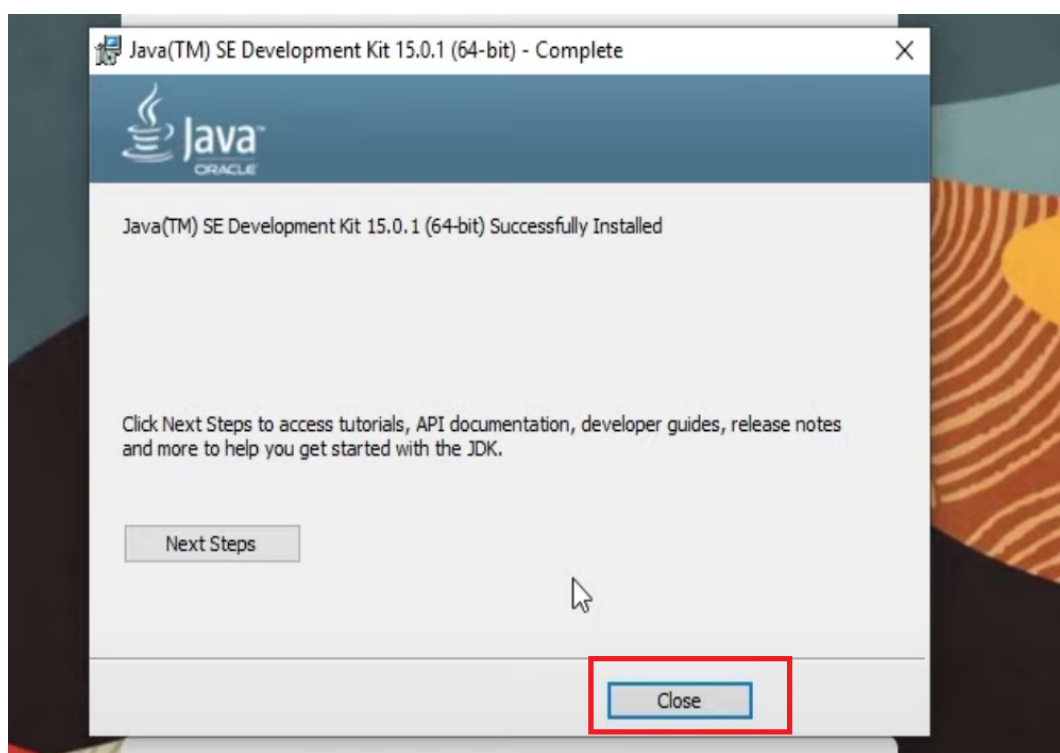 Java(TM) SE Development Kit 15.0.1 (64-bit) - Complete
Java™
ORACLE
Java(TM) SE Development Kit 15.0.1 (64-bit) Successfully Installed
Click Next Steps to access tutorials, API documentation, developer guides, release notes
and more to help you get started with the JDK.
Next Steps
Close